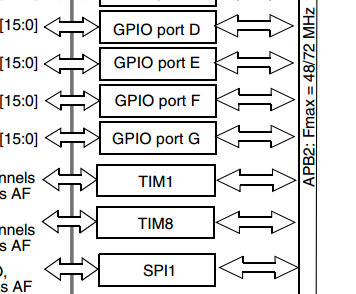 [15:0]
GPIO port D
[15:0]
GPIO port E
[15:0]
GPIO port F
[15:0]
GPIO port G
nnels
s AF
TIM1
nnels
s AF
TIM8
s AF
SPI1
APB2: Fmax = 48/72 MHz